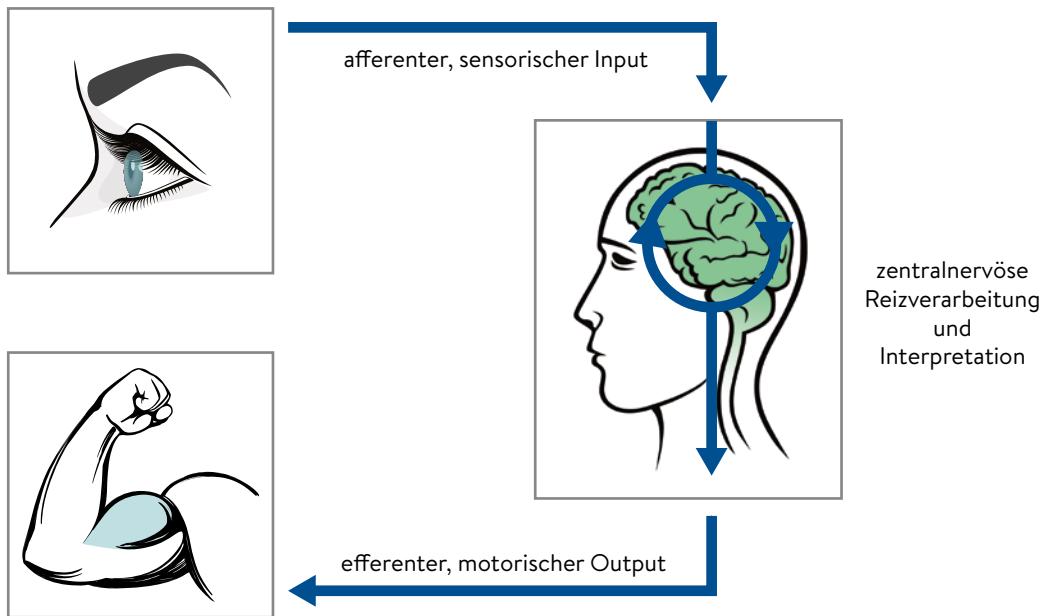 afferenter, sensorischer Input
zentralnervöse
Reizverarbeitung
und
Interpretation
efferenter, motorischer Output